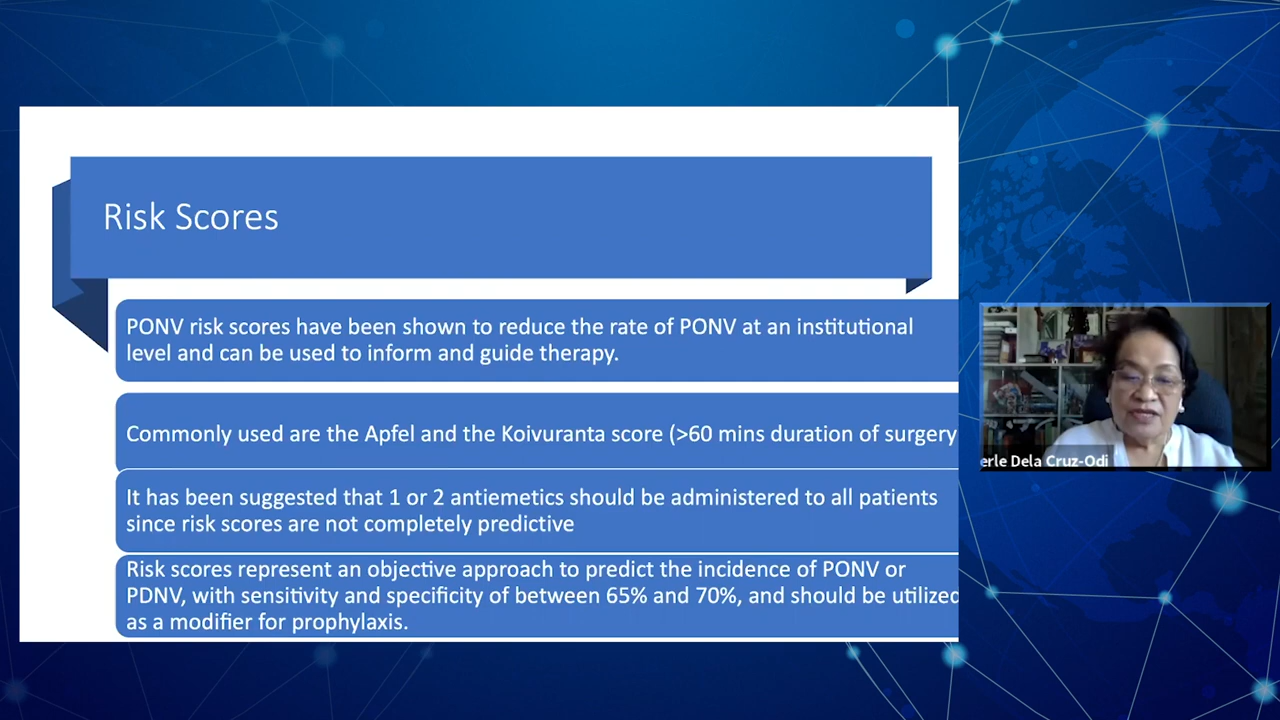 Risk Scores
PONV risk scores have been shown to reduce the rate of PONV at an institutional
level and can be used to inform and guide therapy.
Commonly used are the Apfel and the Koivuranta score (>60 mins duration of surgery
It has been suggested that 1 or 2 antiemetics should be administered to all patients
since risk scores are not completely predictive
Risk scores represent an objective approach to predict the incidence of PONV or
PDNV, with sensitivity and specificity of between 65% and 70%, and should be utilized
as a modifier for prophylaxis.
erle Dela Cruz-Odi